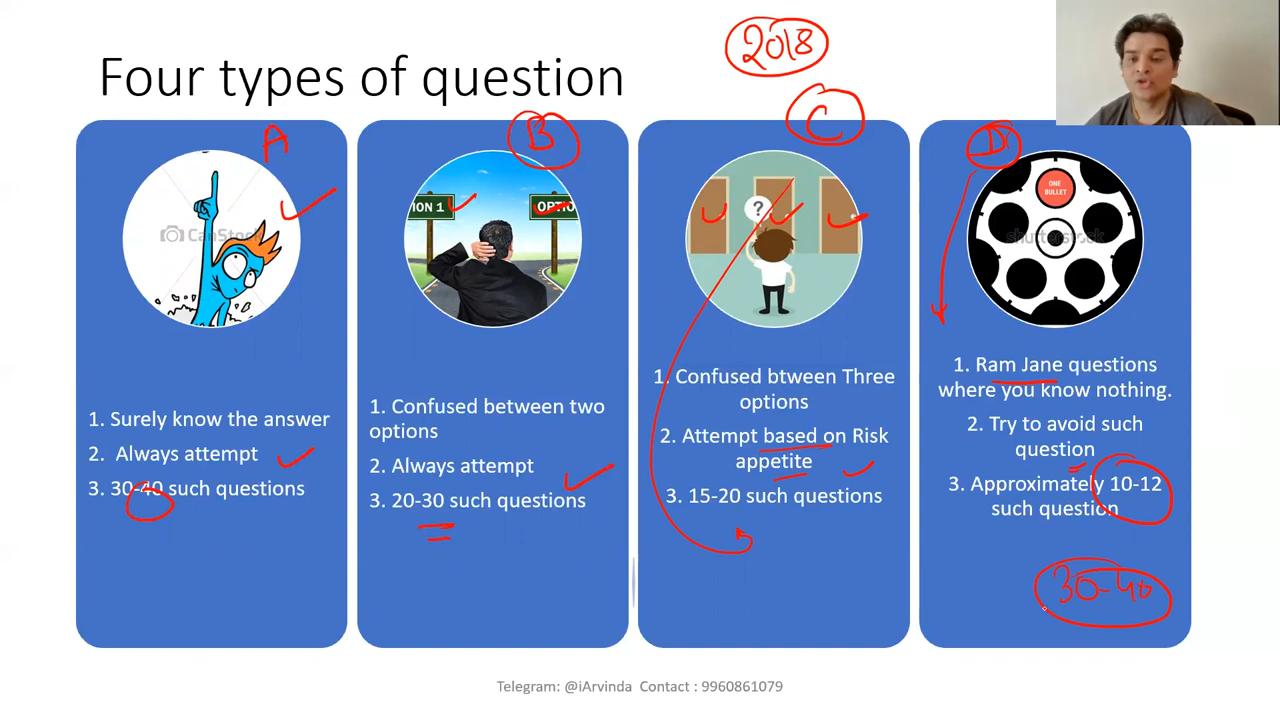 Four types of question
2018
A
B
C
D
CanStock
1. Surely know the answer
2. Always attempt
3. 30-40 such questions
ION 1
OPTIO
1. Confused between two
options
2. Always attempt
3. 20-30 such questions
?
1. Confused btween Three
options
2. Attempt based on Risk
appetite
3. 15-20 such questions
ONE
BULLET
shutterstock
1. Ram Jane questions
where you know nothing.
2. Try to avoid such
question
3. Approximately 10-12
such question
30-40
Telegram: @iArvinda Contact : 9960861079